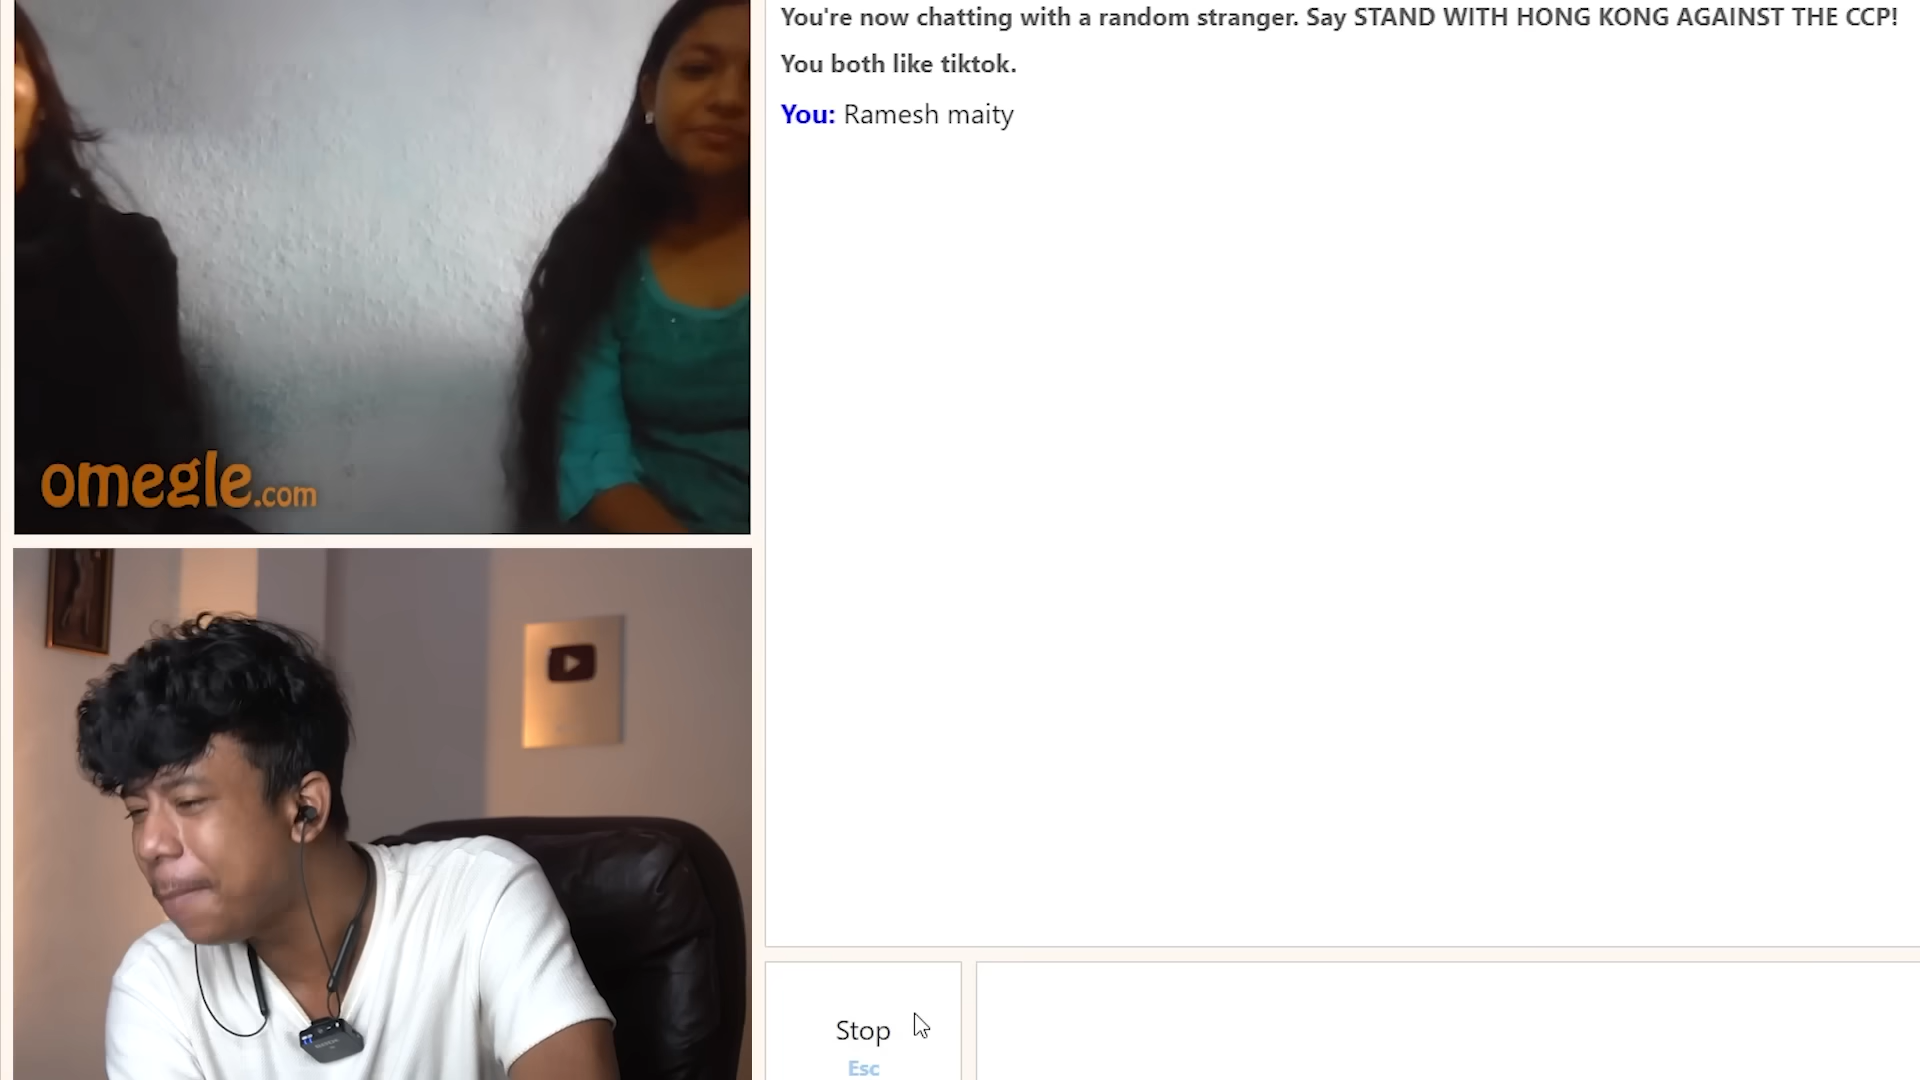 You're now chatting with a random stranger. Say STAND WITH HONG KONG AGAINST THE CCP!
You both like tiktok.
You: Ramesh maity
omegle.com
Stop
Esc